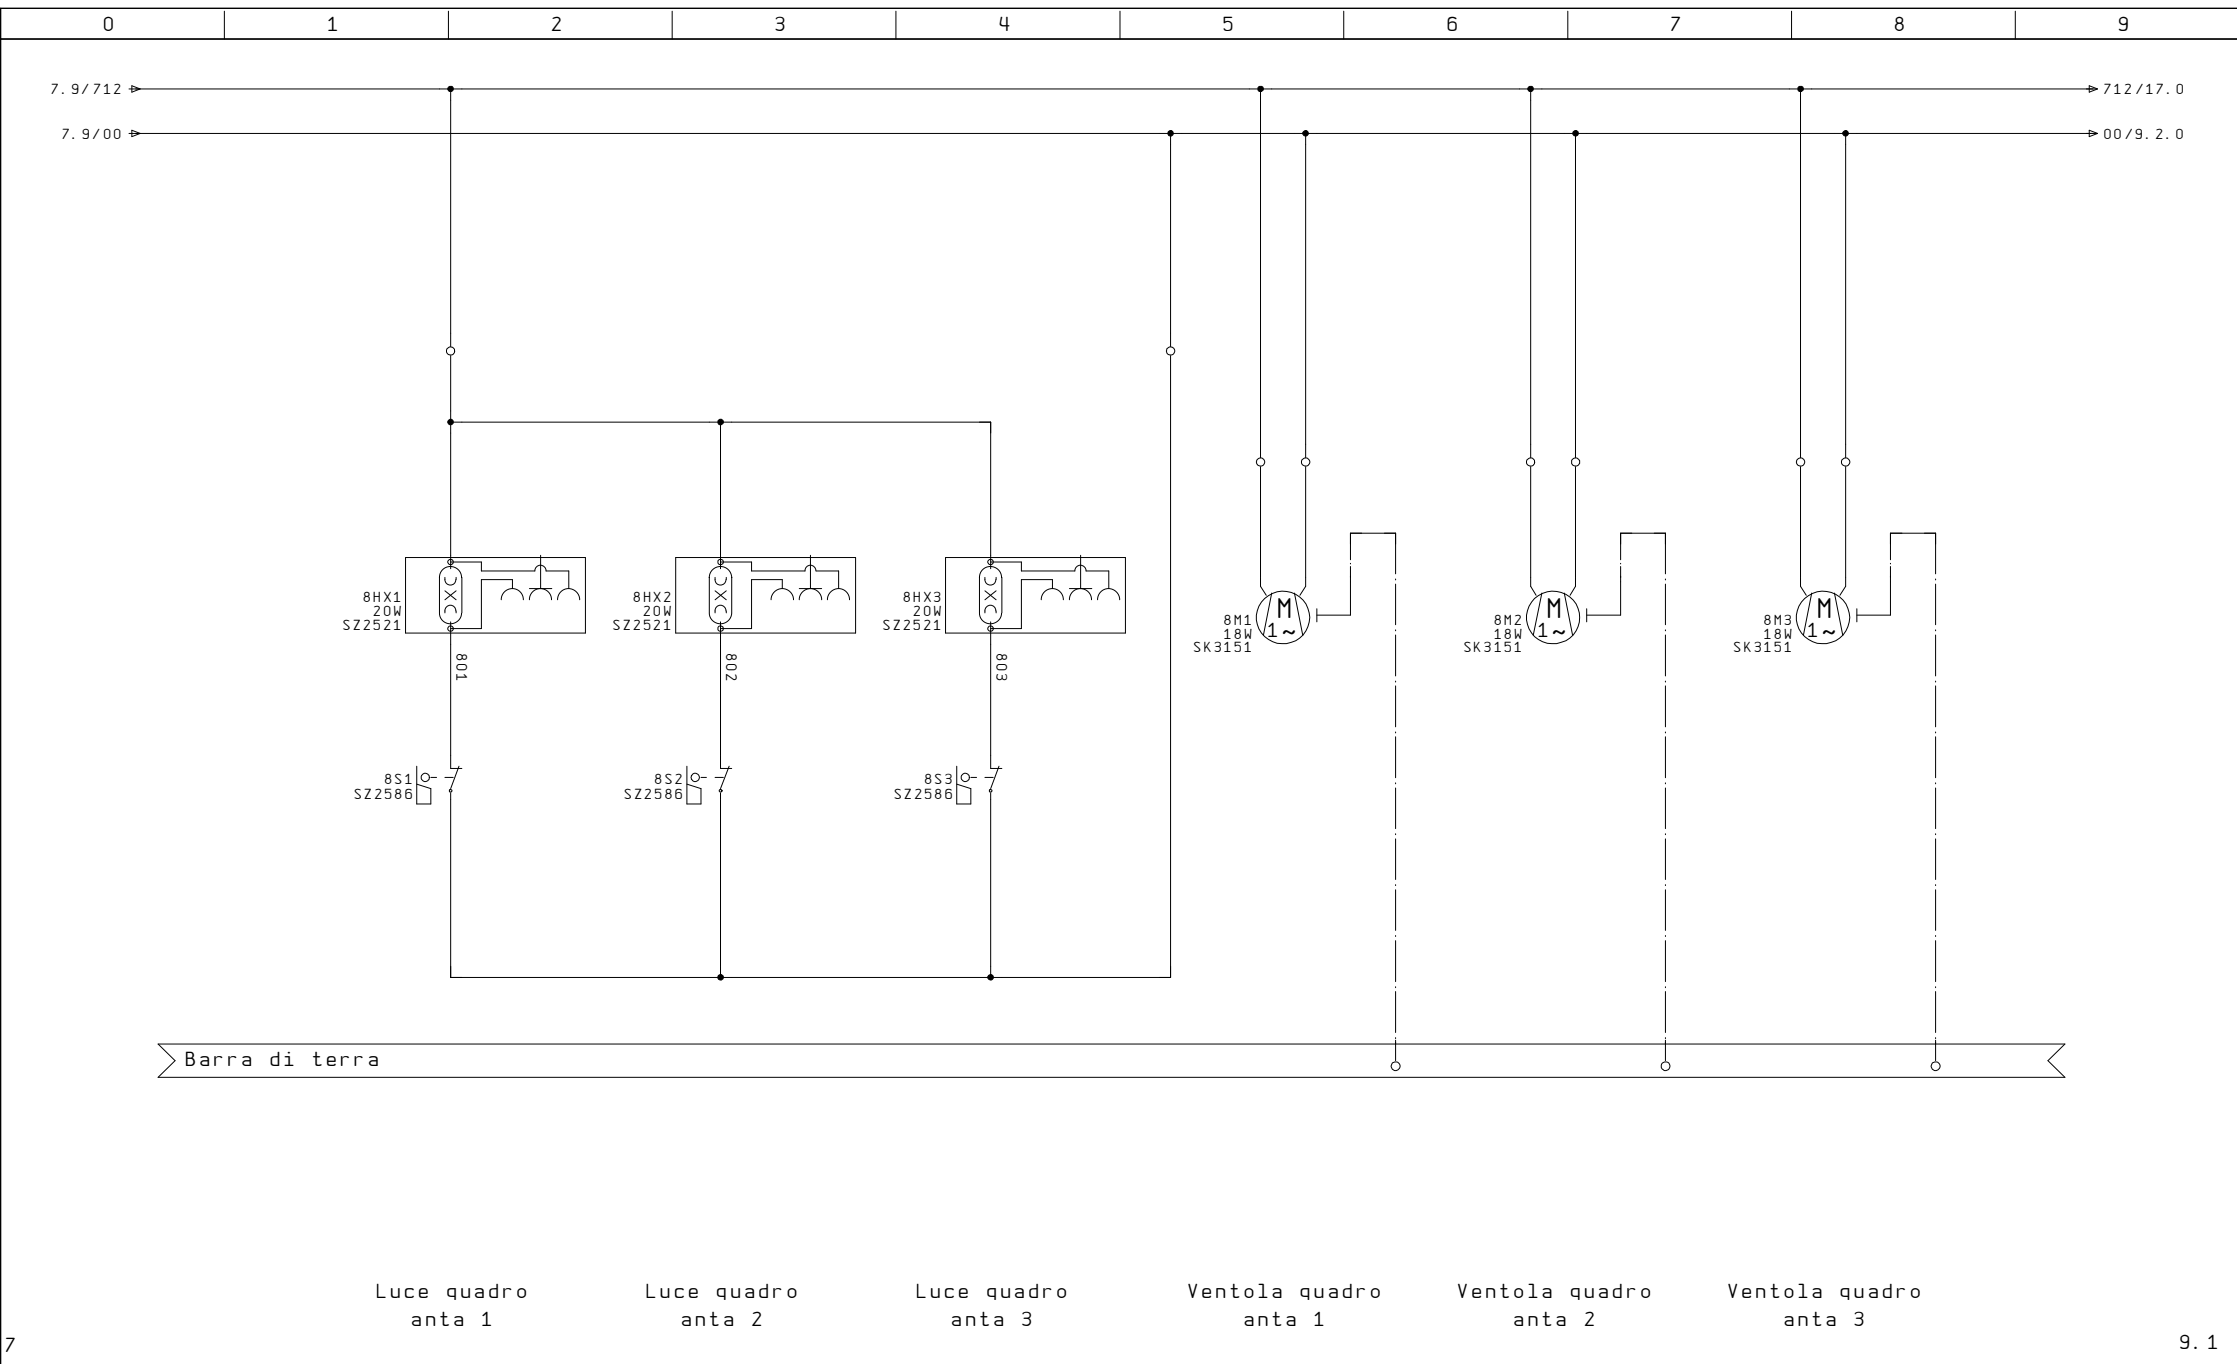 0 1 2 3 4 5 6 7 8 9
7.9/712 712/17.0
7.9/00 00/9.2.0
8HX1
20W
SZ2521
8HX2
20W
SZ2521
8HX3
20W
SZ2521
8M1
18W
SK3151
M
1~
8M2
18W
SK3151
M
1~
8M3
18W
SK3151
M
1~
801
802
803
8S1
SZ2586
8S2
SZ2586
8S3
SZ2586
Barra di terra
Luce quadro
anta 1
Luce quadro
anta 2
Luce quadro
anta 3
Ventola quadro
anta 1
Ventola quadro
anta 2
Ventola quadro
anta 3
7
9.1